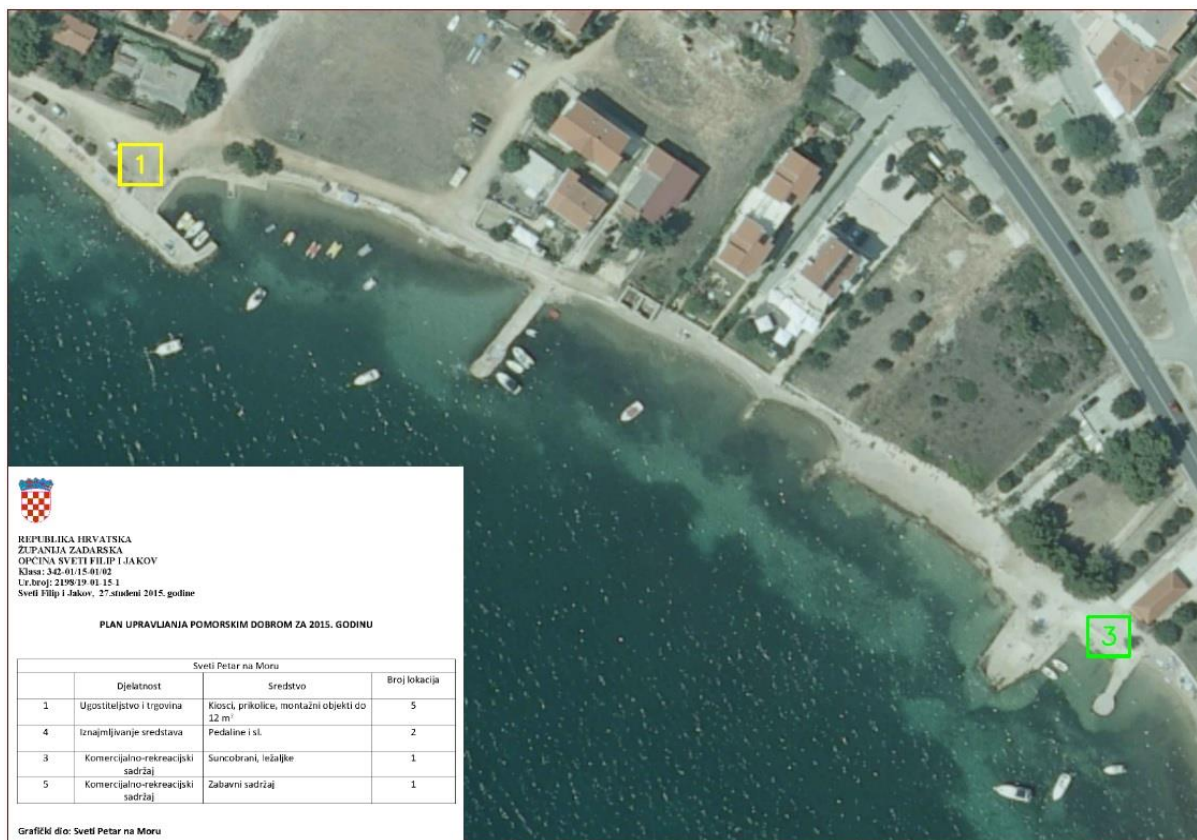 1
3
REPUBLIKA HRVATSKA
ŽUPANIJA ZADARSKA
OPĆINA SVETI FILIP I JAKOV
Klasa: 342-01/15-01/02
Ur.broj: 2198/19-01-15-1
Sveti Filip i Jakov, 27.studeni 2015. godine
PLAN UPRAVLJANJA POMORSKIM DOBROM ZA 2015. GODINU
Sveti Petar na Moru
Djelatnost Sredstvo Broj lokacija
1 Ugostiteljstvo i trgovina Kiosci, prikolice, montažni objekti do 5
12 m²
4 Iznajmljivanje sredstava Pedaline i sl. 2
3 Komercijalno-rekreacijski Suncobrani, ležaljke 1
sadržaj
5 Komercijalno-rekreacijski Zabavni sadržaj 1
sadržaj
Grafički dio: Sveti Petar na Moru